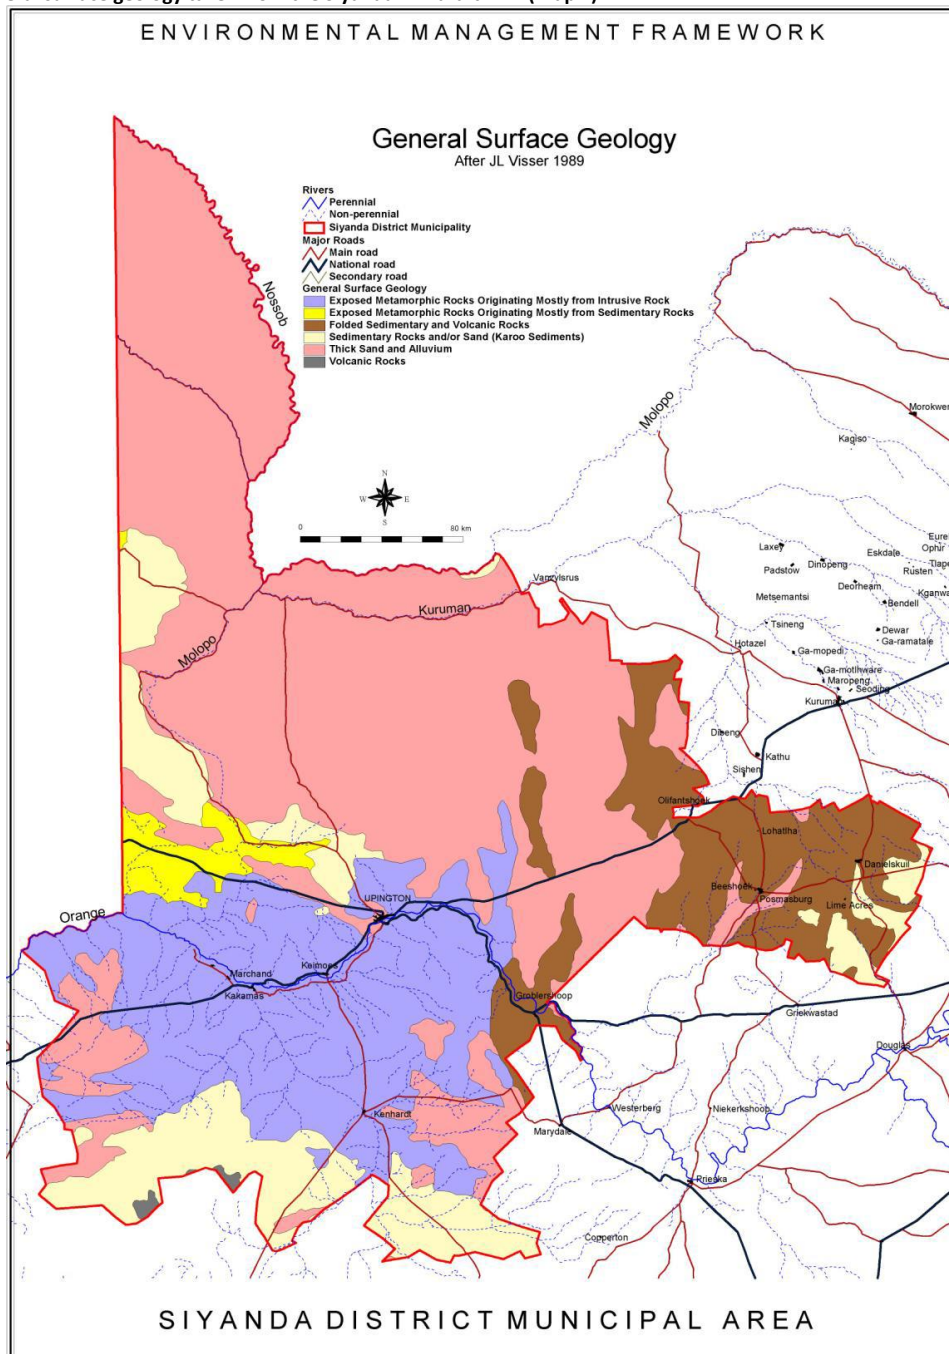 ENVIRONMENTAL MANAGEMENT FRAMEWORK
General Surface Geology
After JL Visser 1989
Rivers
Perennial
Non-perennial
Siyanda District Municipality
Major Roads
Main road
National road
Secondary road
General Surface Geology
Exposed Metamorphic Rocks Originating Mostly from Intrusive Rock
Exposed Metamorphic Rocks Originating Mostly from Sedimentary Rocks
Folded Sedimentary and Volcanic Rocks
Sedimentary Rocks and/or Sand (Karoo Sediments)
Thick Sand and Alluvium
Volcanic Rocks
Nossob
Molopo
Morokwen
Kagiso
N
W E
S
0 80 km
Laxey
Dinopeng
Eskdale
Ophir
Padstow
Rusten
Deorheam
Metsemantsi
Bendell
Vanzylsrus
Kuruman
Tsineng
Dewar
Ga-ramatale
Molopo
Hotazel
Ga-mopedi
Ga-motlhware
Maropeng
Seoding
Kuruman
Dibeng
Kathu
Sishen
Olifantshoek
Lohatlha
Danielskuil
Beeshoek
Posmasburg
Lime Acres
UPINGTON
Orange
Keimoes
Marchand
Kakamas
Groblershoop
Griekwastad
Douglas
Kenhardt
Westerberg
Niekerkshoop
Marydale
Prieska
Copperton
SIYANDA DISTRICT MUNICIPAL AREA